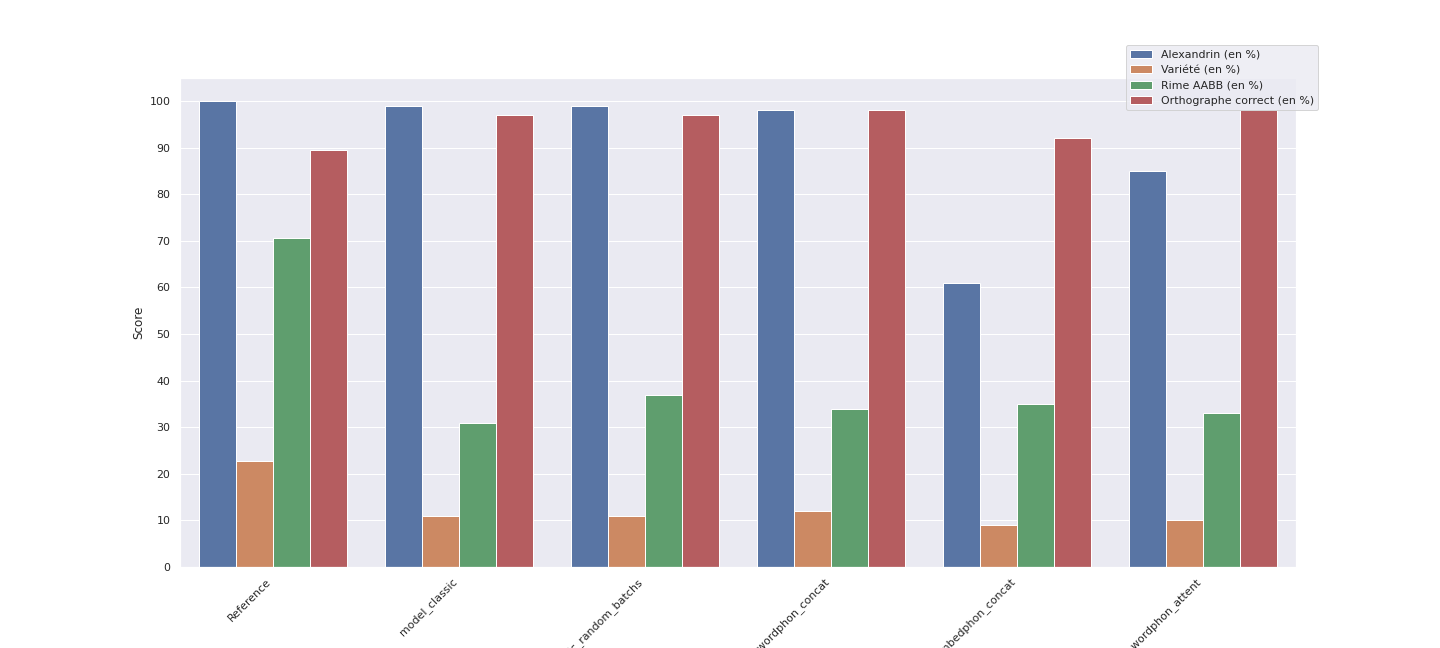 Alexandrin (en %)
Variété (en %)
Rime AABB (en %)
Orthographe correct (en %)
100
90
80
70
60
50
40
30
20
10
0
Score
Reference
model_classic
_random_batchs
wordphon_concat
bedphon_concat
wordphon_attent